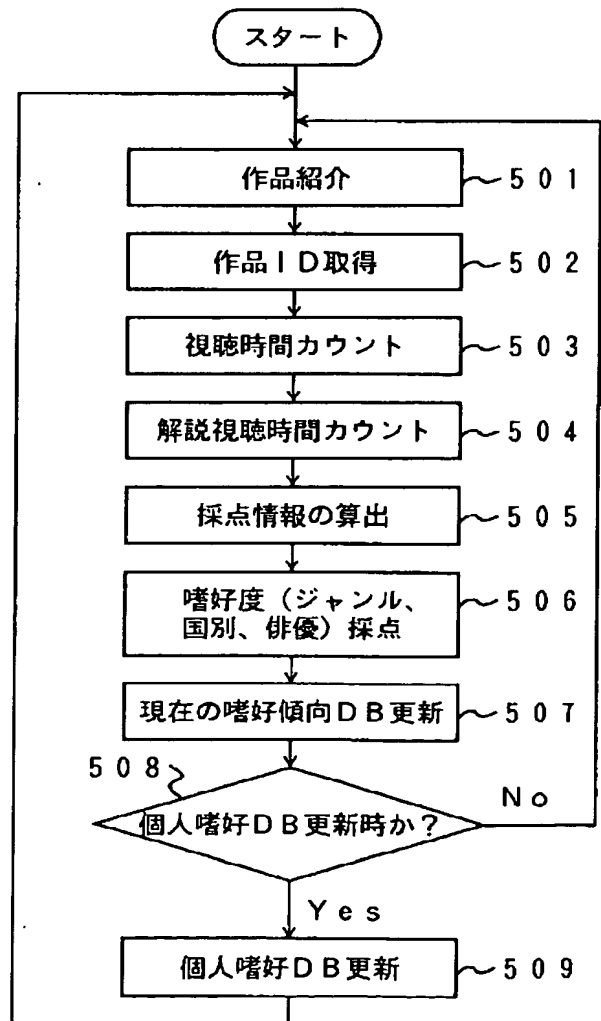 スタート
作品紹介
501
作品ID取得
502
視聴時間カウント
503
解説視聴時間カウント
504
採点情報の算出
505
嗜好度(ジャンル、
国別、俳優)採点
506
現在の嗜好傾向DB更新
507
508
個人嗜好DB更新時か?
No
Yes
個人嗜好DB更新
509